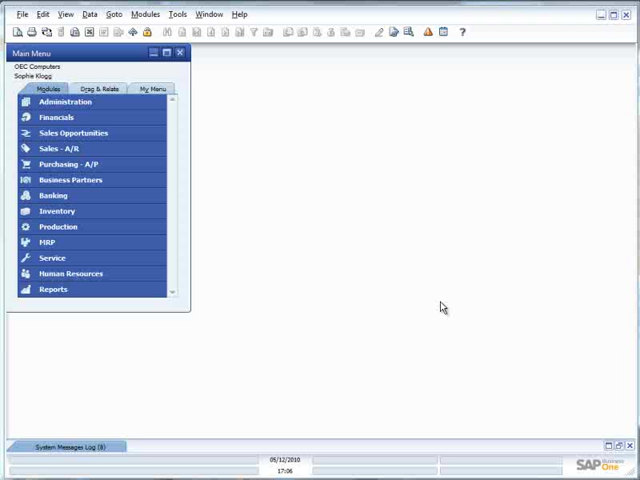 File Edit View Data Goto Modules Tools Window Help
?
Main Menu
OEC Computers
Sophie Klogg
Modules Drag & Relate My Menu
Administration
Financials
Sales Opportunities
Sales - A/R
Purchasing - A/P
Business Partners
Banking
Inventory
Production
MRP
Service
Human Resources
Reports
System Messages Log (8)
05/12/2010
17:06
SAP Business One